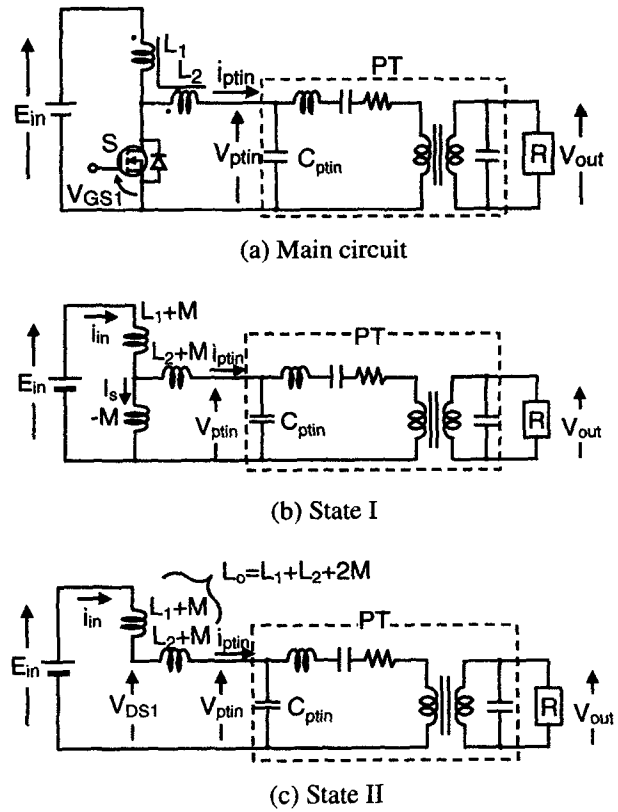 L1
L2
iptin
PT
Ein
S
Vptin
Cptin
R
Vout
VGS1
(a) Main circuit
L1+M
iin
PT
L2+M iptin
Ein
Is
-M
Vptin
Cptin
R
Vout
(b) State I
Lo=L1+L2+2M
iin
L1+M
L2+M iptin
PT
Ein
VDS1
Vptin
Cptin
R
Vout
(c) State II